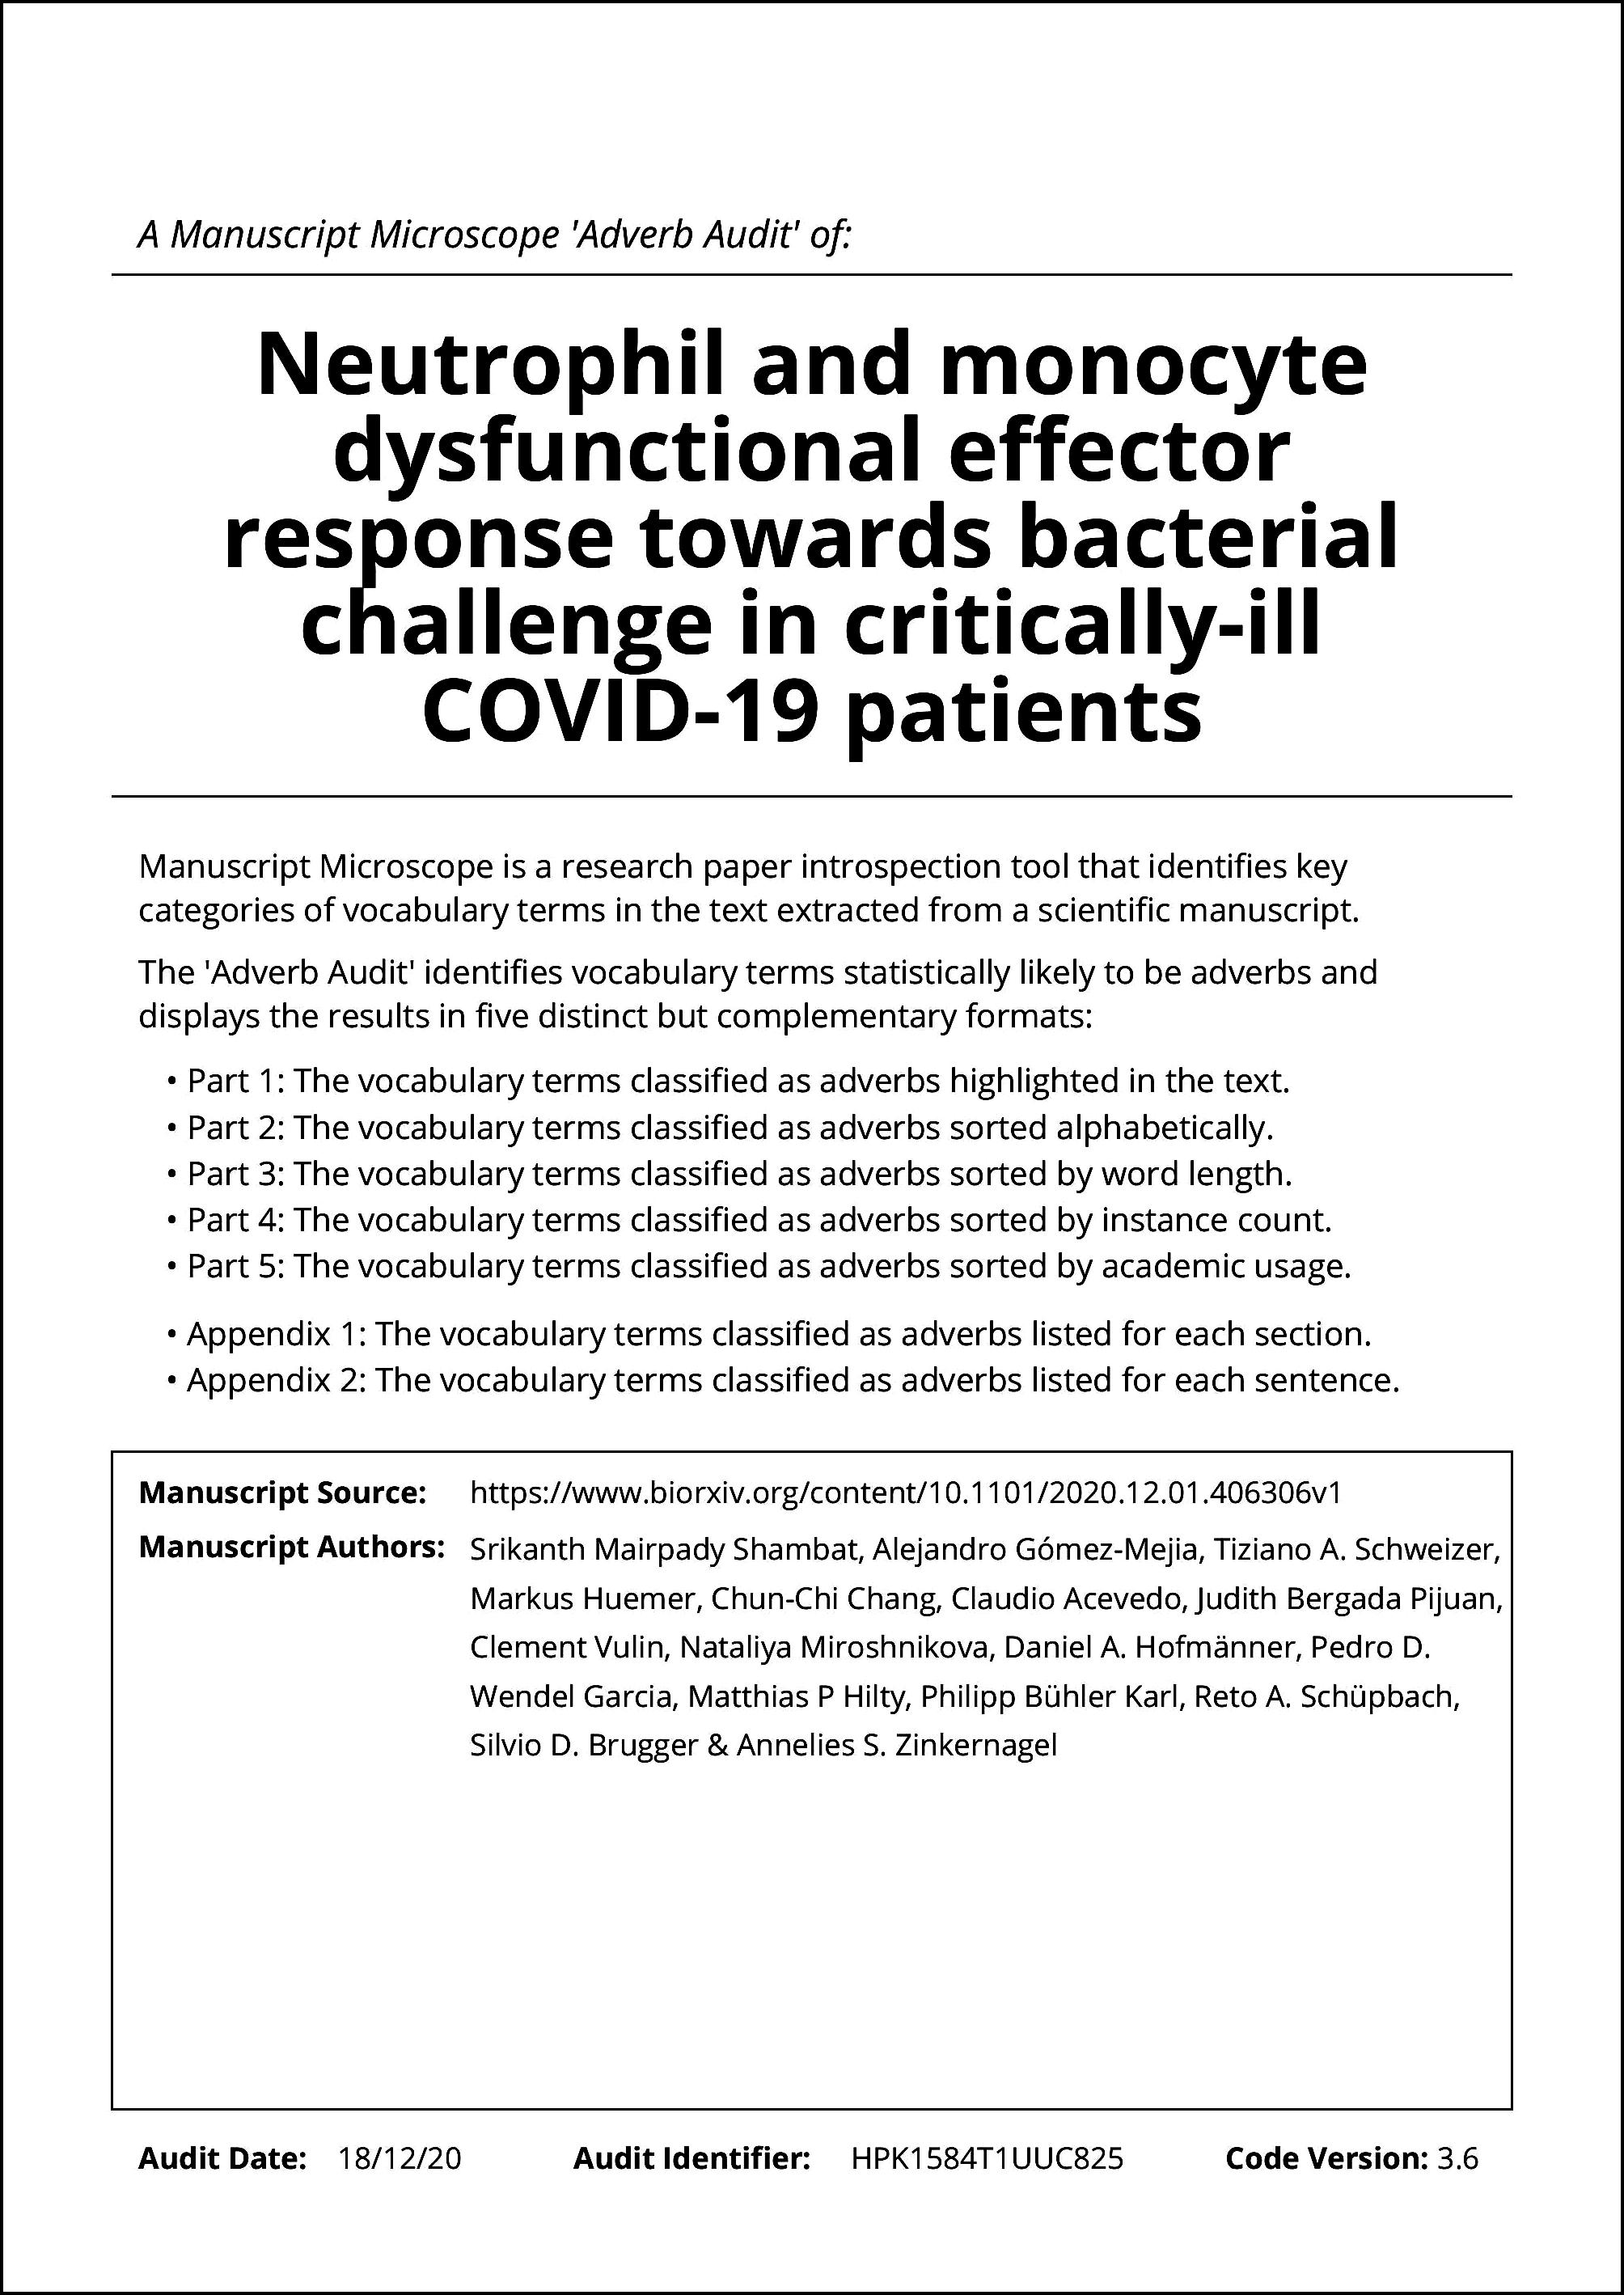 A Manuscript Microscope 'Adverb Audit' of:
Neutrophil and monocyte
dysfunctional effector
response towards bacterial
challenge in critically-ill
COVID-19 patients
Manuscript Microscope is a research paper introspection tool that identifies key
categories of vocabulary terms in the text extracted from a scientific manuscript.
The 'Adverb Audit' identifies vocabulary terms statistically likely to be adverbs and
displays the results in five distinct but complementary formats:
• Part 1: The vocabulary terms classified as adverbs highlighted in the text.
• Part 2: The vocabulary terms classified as adverbs sorted alphabetically.
• Part 3: The vocabulary terms classified as adverbs sorted by word length.
• Part 4: The vocabulary terms classified as adverbs sorted by instance count.
• Part 5: The vocabulary terms classified as adverbs sorted by academic usage.
• Appendix 1: The vocabulary terms classified as adverbs listed for each section.
• Appendix 2: The vocabulary terms classified as adverbs listed for each sentence.
Manuscript Source: https://www.biorxiv.org/content/10.1101/2020.12.01.406306v1
Manuscript Authors: Srikanth Mairpady Shambat, Alejandro Gómez-Mejia, Tiziano A. Schweizer,
Markus Huemer, Chun-Chi Chang, Claudio Acevedo, Judith Bergada Pijuan,
Clement Vulin, Nataliya Miroshnikova, Daniel A. Hofmänner, Pedro D.
Wendel Garcia, Matthias P Hilty, Philipp Bühler Karl, Reto A. Schüpbach,
Silvio D. Brugger & Annelies S. Zinkernagel
Audit Date: 18/12/20 Audit Identifier: HPK1584T1UUC825 Code Version: 3.6